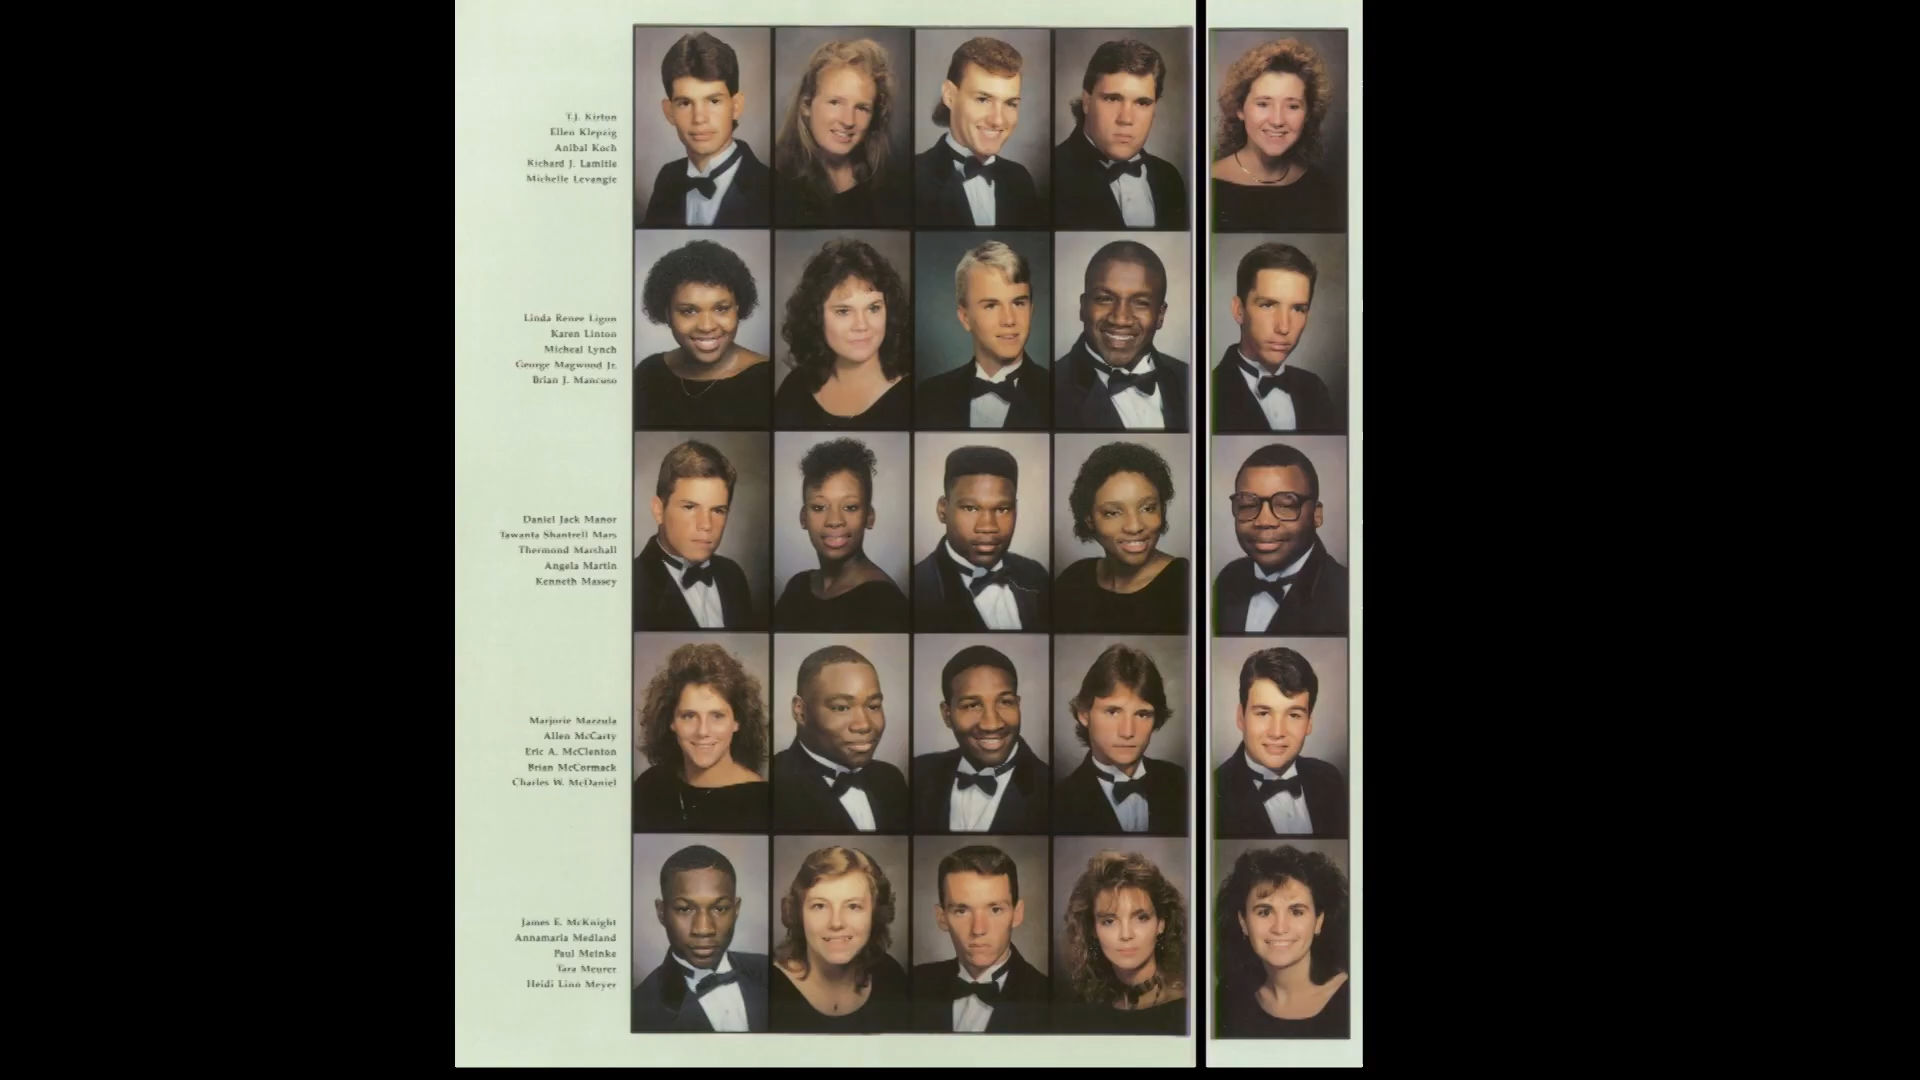 T.J. Kirton
Ellen Klepzig
Anibal Koch
Richard J. Lamitie
Michelle Levangie
Linda Renee Ligon
Karen Linton
Micheal Lynch
George Magwood Jr.
Brian J. Mancuso
Daniel Jack Manor
Tawanta Shantrell Mars
Thermond Marshall
Angela Martin
Kenneth Massey
Marjorie Mazzula
Allen McCarty
Eric A. McClenton
Brian McCormack
Charles W. McDaniel
James E. McKnight
Annamaria Medland
Paul Meinke
Tara Meurer
Heidi Linn Meyer